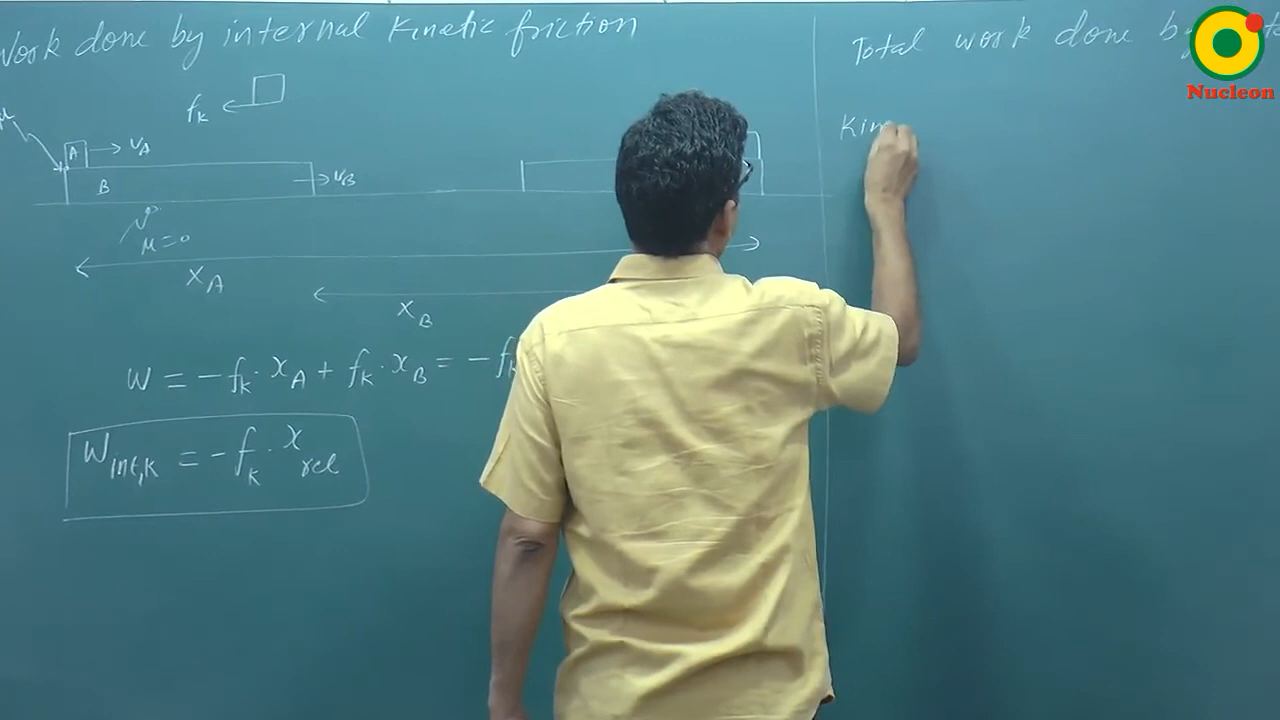 Work done by internal kinetic friction
fk
μ
A
vA
B
vB
μ=0
xA
xB
W = -fk·xA + fk·xB = -fk
Wint,k = -fk·xrel
Total work done by
Kin
Nucleon